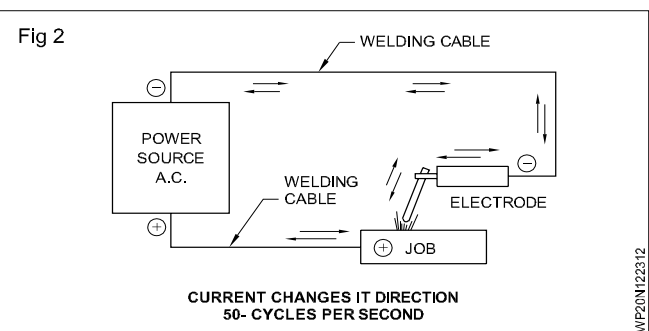 Fig 2
WELDING CABLE
⊖
POWER
SOURCE
A.C.
⊕
WELDING
CABLE
⊖
ELECTRODE
⊕ JOB
CURRENT CHANGES IT DIRECTION
50- CYCLES PER SECOND
WP20N122312